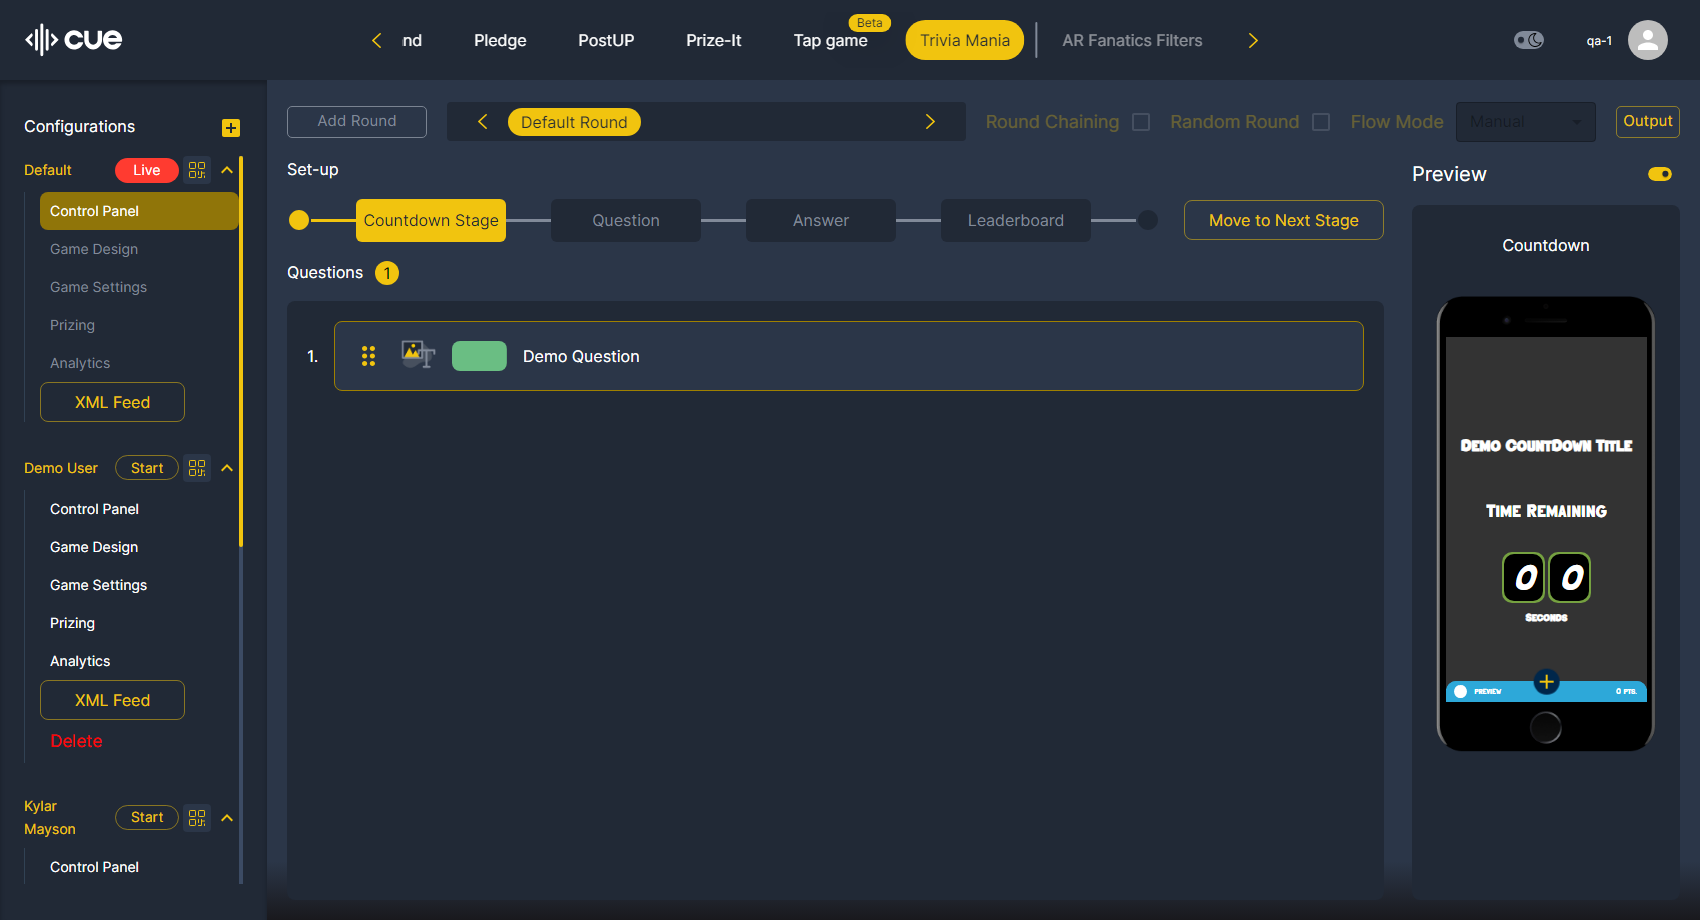 cue
nd
Pledge
PostUP
Prize-It
Tap game
Beta
Trivia Mania
AR Fanatics Filters
qa-1
Configurations
Default
Live
Control Panel
Game Design
Game Settings
Prizing
Analytics
XML Feed
Demo User
Start
Control Panel
Game Design
Game Settings
Prizing
Analytics
XML Feed
Delete
Kylar
Mayson
Start
Control Panel
Add Round
Default Round
Round Chaining
Random Round
Flow Mode
Manual
Output
Set-up
Countdown Stage
Question
Answer
Leaderboard
Move to Next Stage
Questions 1
1.
Demo Question
Preview
Countdown
Demo CountDown Title
Time Remaining
0 0
Seconds
PREVIEW
0 PTS.